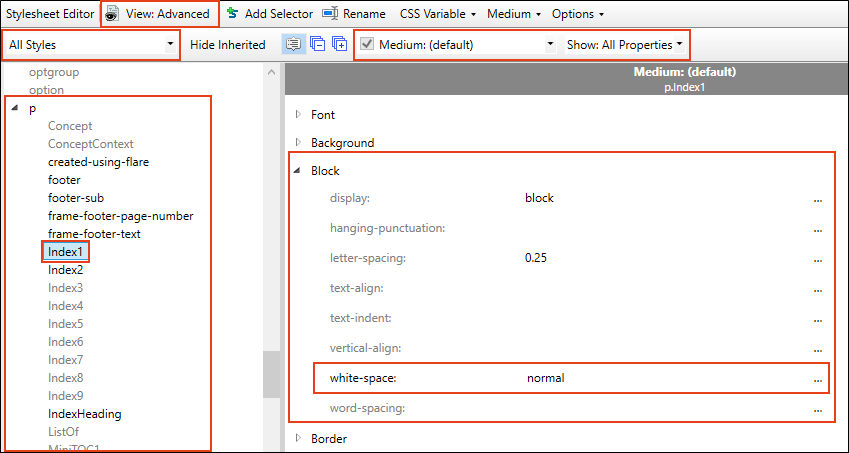 Stylesheet Editor View: Advanced Add Selector Rename CSS Variable Medium Options
All Styles Hide Inherited Medium: (default) Show: All Properties
optgroup
option
p
Concept
ConceptContext
created-using-flare
footer
footer-sub
frame-footer-page-number
frame-footer-text
Index1
Index2
Index3
Index4
Index5
Index6
Index7
Index8
Index9
IndexHeading
ListOf
MiniTOC1
Medium: (default)
p.Index1
Font
Background
Block
display: block ...
hanging-punctuation: ...
letter-spacing: 0.25 ...
text-align: ...
text-indent: ...
vertical-align: ...
white-space: normal ...
word-spacing: ...
Border